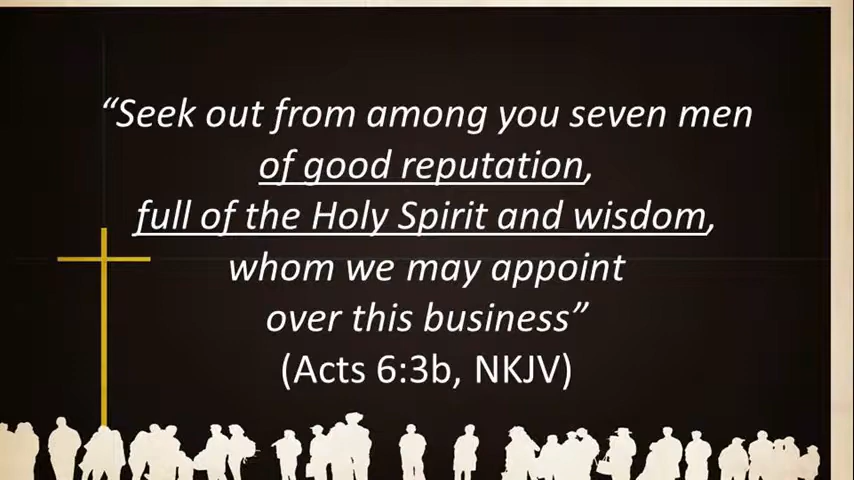 “Seek out from among you seven men
of good reputation,
full of the Holy Spirit and wisdom,
whom we may appoint
over this business”
(Acts 6:3b, NKJV)